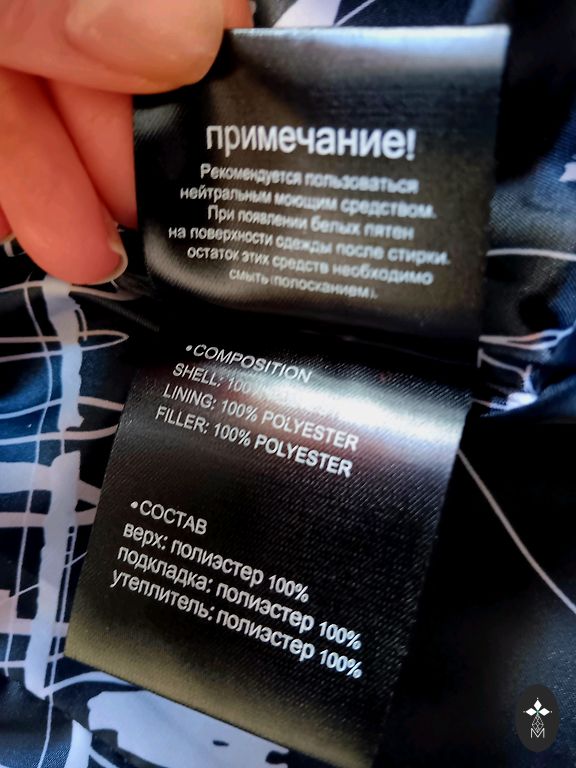 примечание!
Рекомендуется пользоваться
нейтральным моющим средством.
При появлении белых пятен
на поверхности одежды после стирки.
остаток этих средств необходимо
смыть (полосканием).
•COMPOSITION
SHELL: 100
LINING: 100% POLYESTER
FILLER: 100% POLYESTER
•СОСТАВ
верх: полиэстер 100%
подкладка: полиэстер 100%
утеплитель: полиэстер 100%